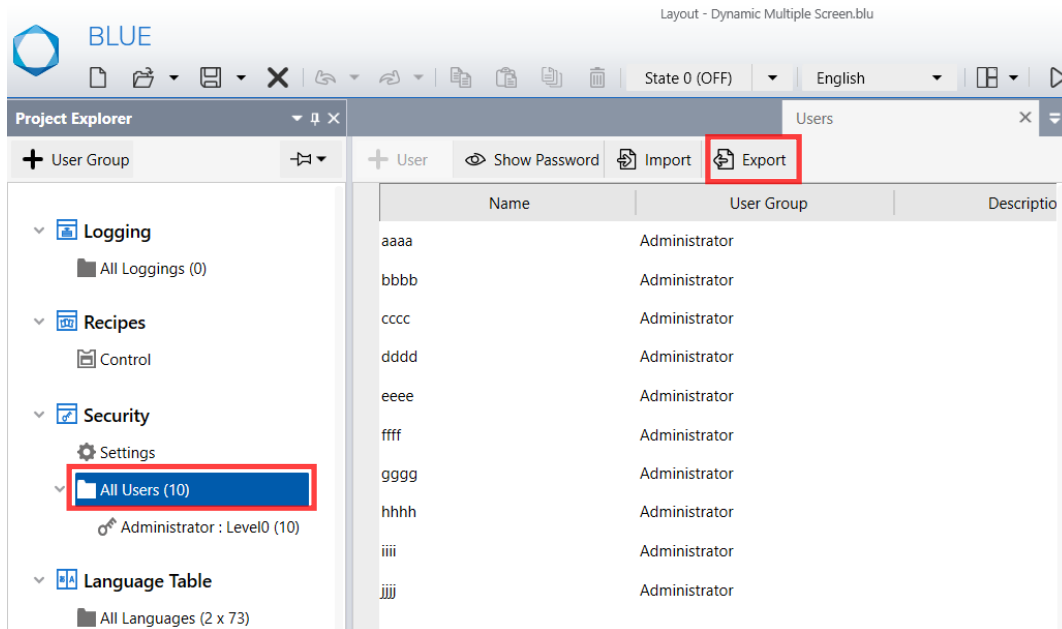 Layout - Dynamic Multiple Screen.blu
BLUE
State 0 (OFF)
English
Project Explorer
Users
User Group
User
Show Password
Import
Export
Name
User Group
Descriptio
Logging
All Loggings (0)
Recipes
Control
Security
Settings
All Users (10)
Administrator : Level0 (10)
Language Table
All Languages (2 x 73)
aaaa Administrator
bbbb Administrator
cccc Administrator
dddd Administrator
eeee Administrator
ffff Administrator
gggg Administrator
hhhh Administrator
iiii Administrator
jjjj Administrator